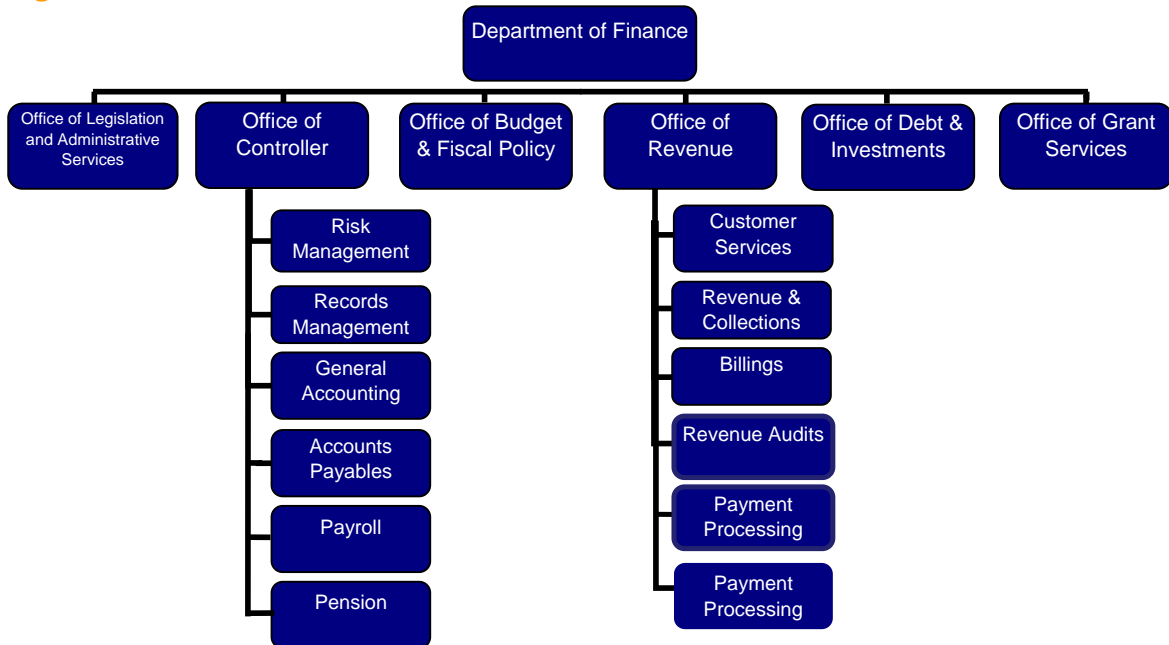 Department of Finance
Office of Legislation
and Administrative
Services
Office of
Controller
Office of Budget
& Fiscal Policy
Office of
Revenue
Office of Debt &
Investments
Office of Grant
Services
Risk
Management
Records
Management
General
Accounting
Accounts
Payables
Payroll
Pension
Customer
Services
Revenue &
Collections
Billings
Revenue Audits
Payment
Processing
Payment
Processing